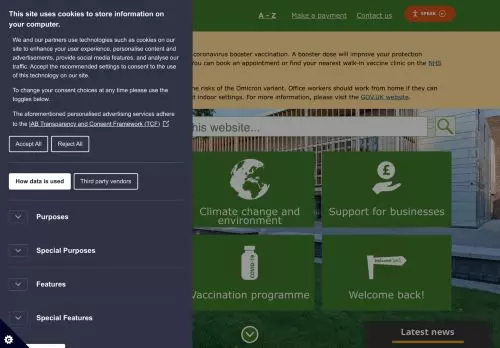 This site uses cookies to store information on
your computer.
We and our partners use technologies such as cookies on our
site to enhance your user experience, personalise content and
advertisements, provide social media features, and analyse our
traffic. Accept the recommended settings to consent to the use
of this technology on our site.
To change your consent choices at any time please use the
toggles below.
The aforementioned personalised advertising services adhere
to the IAB Transparency and Consent Framework (TCF)
Accept All
Reject All
How data is used
Third party vendors
Purposes
Special Purposes
Features
Special Features
A – Z
Make a payment
Contact us
SPEAK
coronavirus booster vaccination. A booster dose will improve your protection
You can book an appointment or find your nearest walk-in vaccine clinic on the NHS
the risks of the Omicron variant. Office workers should work from home if they can
indoor settings. For more information, please visit the GOV.UK website.
this website...
Climate change and
environment
Support for businesses
COVID-19
Vaccination programme
welcome back
Welcome back!
Latest news